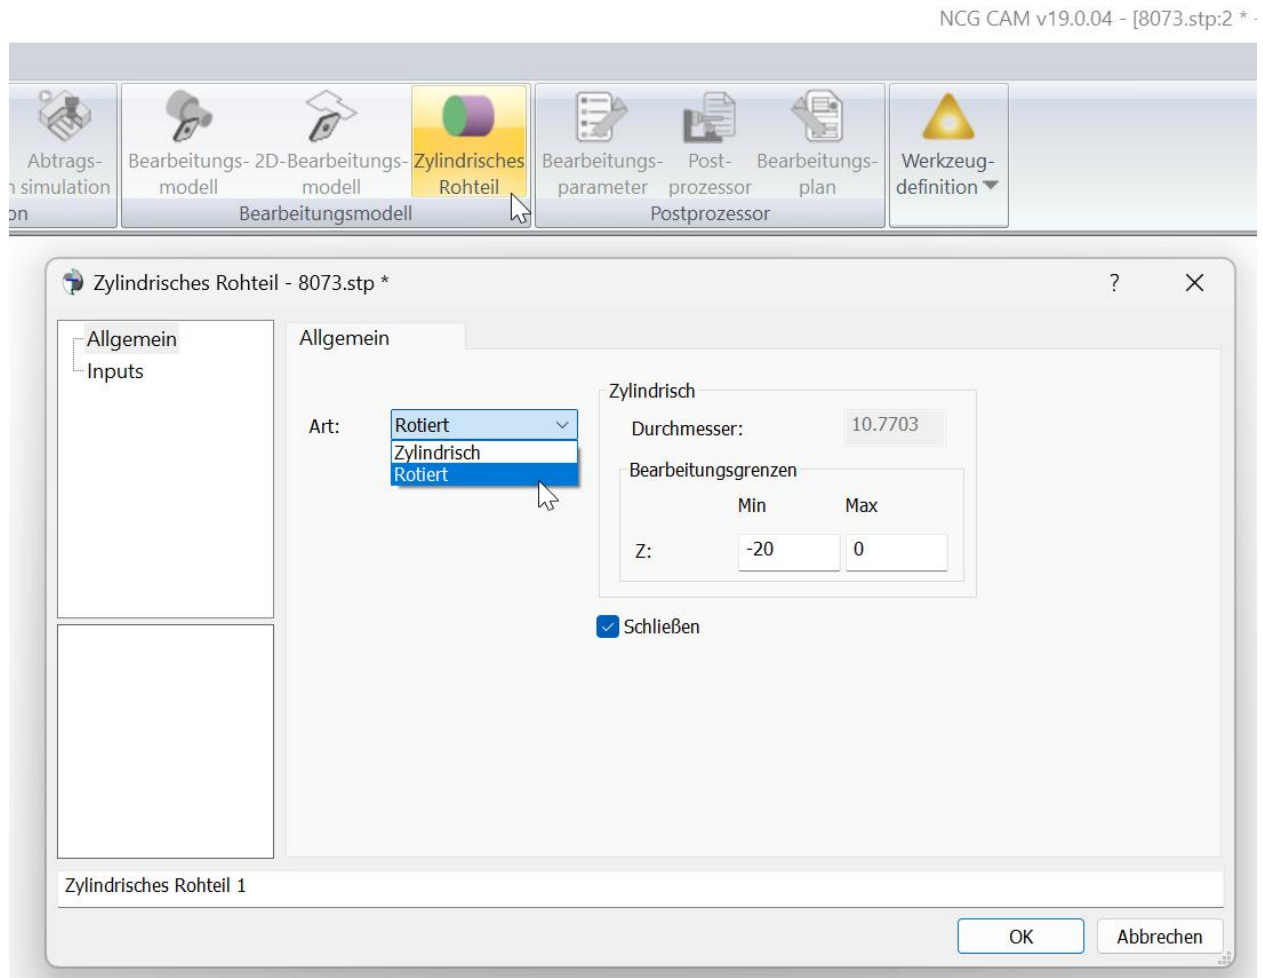 NCG CAM v19.0.04 - [8073.stp:2 * -
Abtrags-
simulation
on
Bearbeitungs-
modell
2D-Bearbeitungs-
modell
Zylindrisches
Rohteil
Bearbeitungsmodell
Bearbeitungs-
parameter
Post-
prozessor
Bearbeitungs-
plan
Postprozessor
Werkzeug-
definition
Zylindrisches Rohteil - 8073.stp *
?
Allgemein
Inputs
Allgemein
Art:
Rotiert
Zylindrisch
Rotiert
Zylindrisch
Durchmesser:
10.7703
Bearbeitungsgrenzen
Min
Max
Z:
-20
0
Schließen
Zylindrisches Rohteil 1
OK
Abbrechen